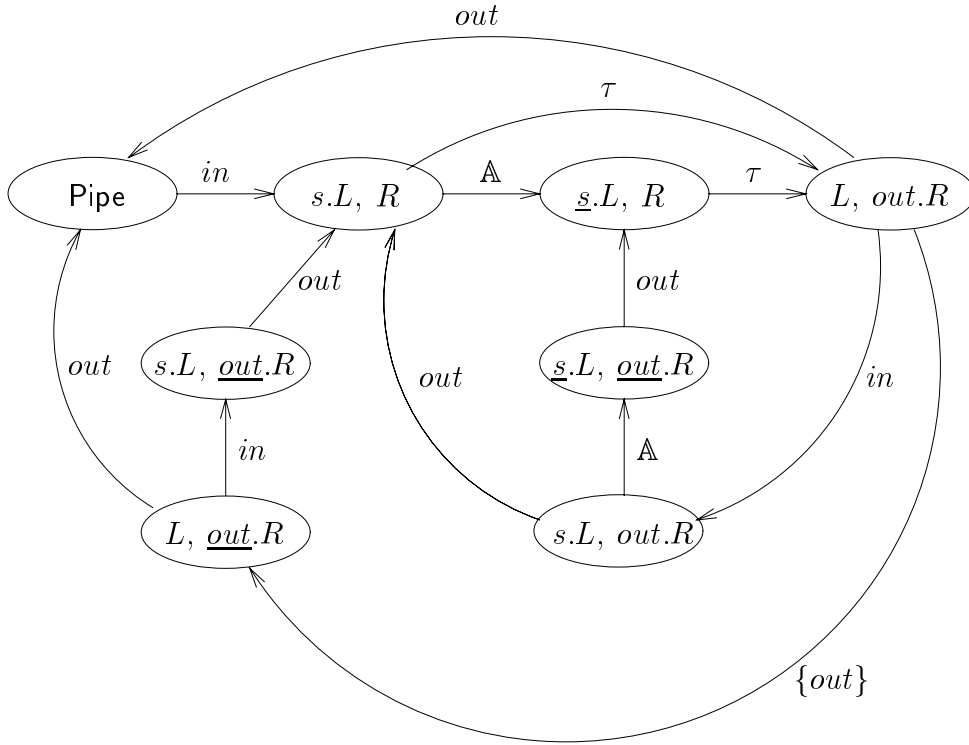 out
τ
Pipe
in
s.L, R
𝔸
s.L, R
τ
L, out.R
out
out
out
s.L, out.R
out
s.L, out.R
in
in
𝔸
L, out.R
s.L, out.R
{out}